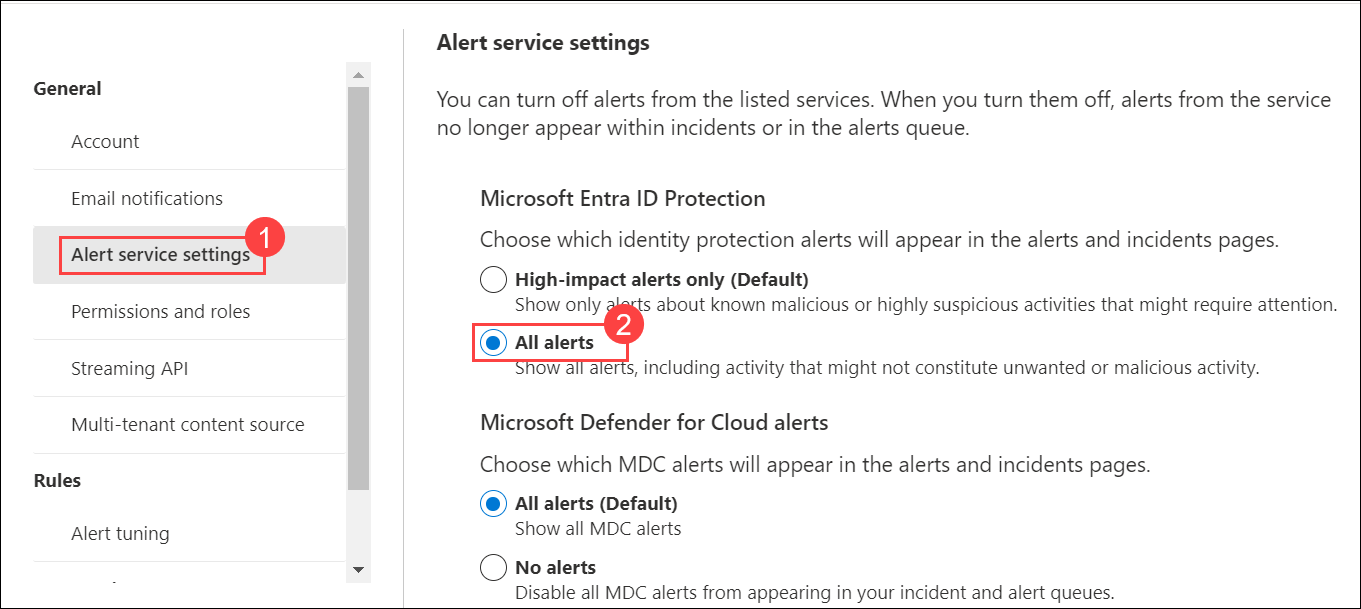 General
Account
Email notifications
Alert service settings
1
Permissions and roles
Streaming API
Multi-tenant content source
Rules
Alert tuning
Alert service settings
You can turn off alerts from the listed services. When you turn them off, alerts from the service
no longer appear within incidents or in the alerts queue.
Microsoft Entra ID Protection
Choose which identity protection alerts will appear in the alerts and incidents pages.
High-impact alerts only (Default)
Show only alerts about known malicious or highly suspicious activities that might require attention.
2
All alerts
Show all alerts, including activity that might not constitute unwanted or malicious activity.
Microsoft Defender for Cloud alerts
Choose which MDC alerts will appear in the alerts and incidents pages.
All alerts (Default)
Show all MDC alerts
No alerts
Disable all MDC alerts from appearing in your incident and alert queues.